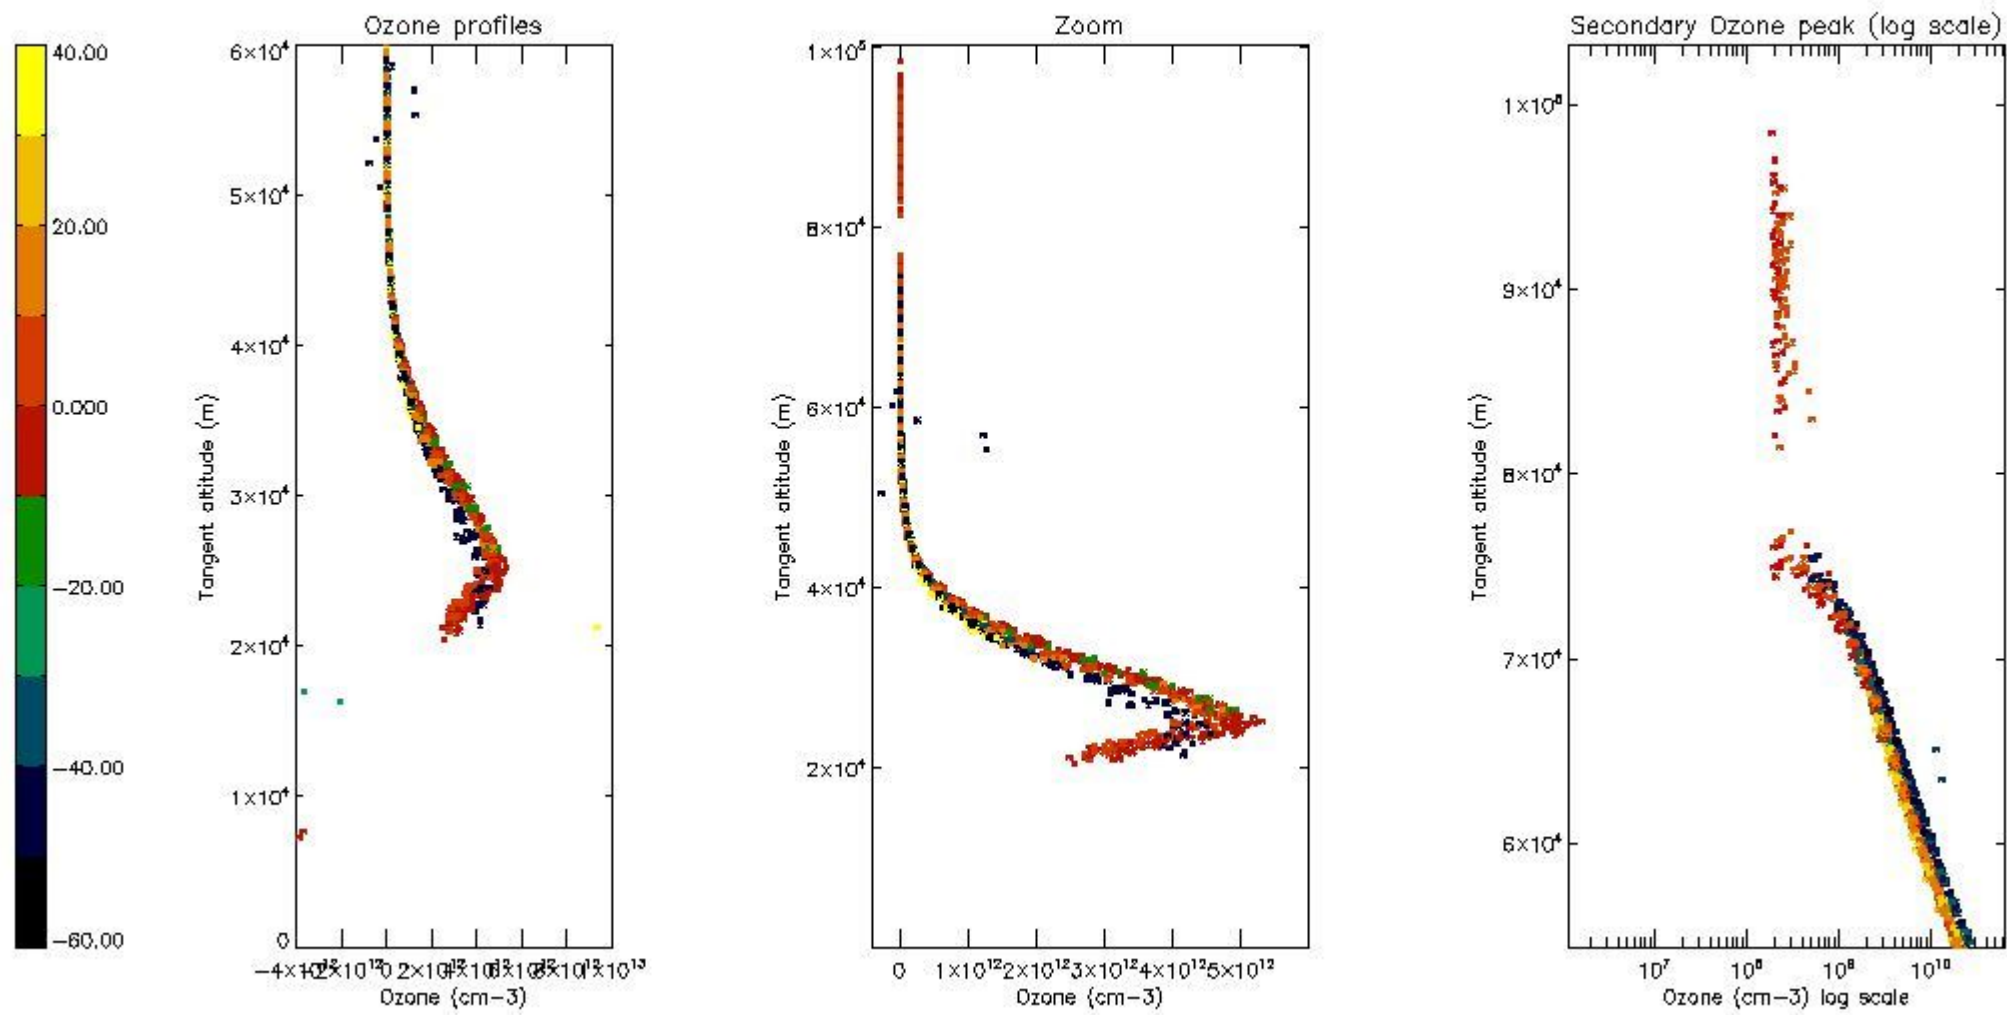 Ozone profiles
Zoom
Secondary Ozone peak (log scale)
40.00
20.00
0.000
−20.00
−40.00
−60.00
6×10⁴
5×10⁴
4×10⁴
3×10⁴
2×10⁴
1×10⁴
0
Tangent altitude (m)
Ozone (cm−3)
1×10⁵
8×10⁴
6×10⁴
4×10⁴
2×10⁴
Tangent altitude (m)
0 1×10¹² 2×10¹² 3×10¹² 4×10¹² 5×10¹²
Ozone (cm−3)
9×10⁴
8×10⁴
7×10⁴
6×10⁴
Tangent altitude (m)
10⁷ 10⁸ 10⁹ 10¹⁰
Ozone (cm−3) log scale